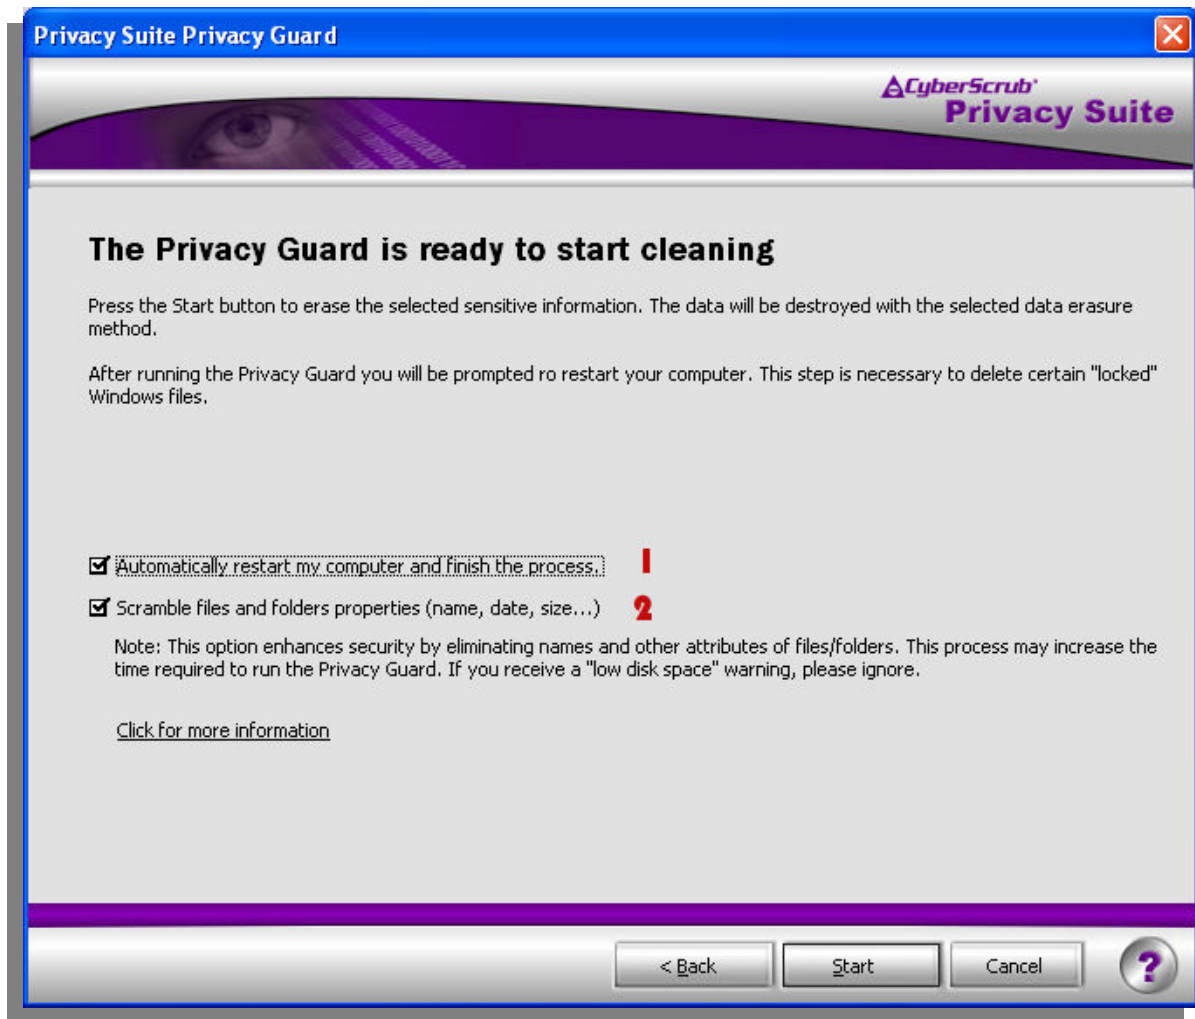 Privacy Suite Privacy Guard
CyberScrub
Privacy Suite
The Privacy Guard is ready to start cleaning
Press the Start button to erase the selected sensitive information. The data will be destroyed with the selected data erasure
method.
After running the Privacy Guard you will be prompted ro restart your computer. This step is necessary to delete certain "locked"
Windows files.
Automatically restart my computer and finish the process. 1
Scramble files and folders properties (name, date, size...) 2
Note: This option enhances security by eliminating names and other attributes of files/folders. This process may increase the
time required to run the Privacy Guard. If you receive a "low disk space" warning, please ignore.
Click for more information
< Back Start Cancel ?